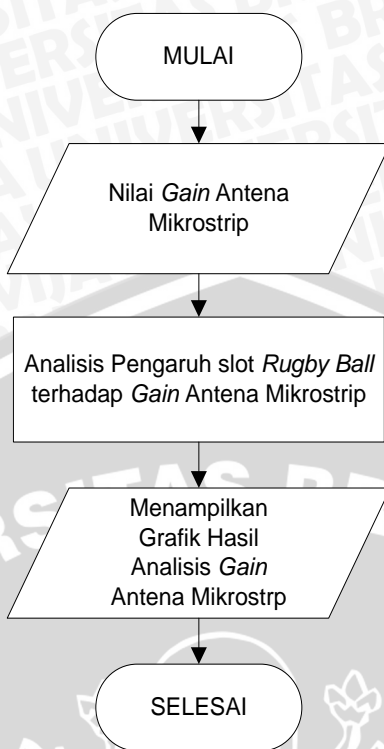 MULAI
Nilai Gain Antena
Mikrostrip
Analisis Pengaruh slot Rugby Ball
terhadap Gain Antena Mikrostrip
Menampilkan
Grafik Hasil
Analisis Gain
Antena Mikrostrp
SELESAI